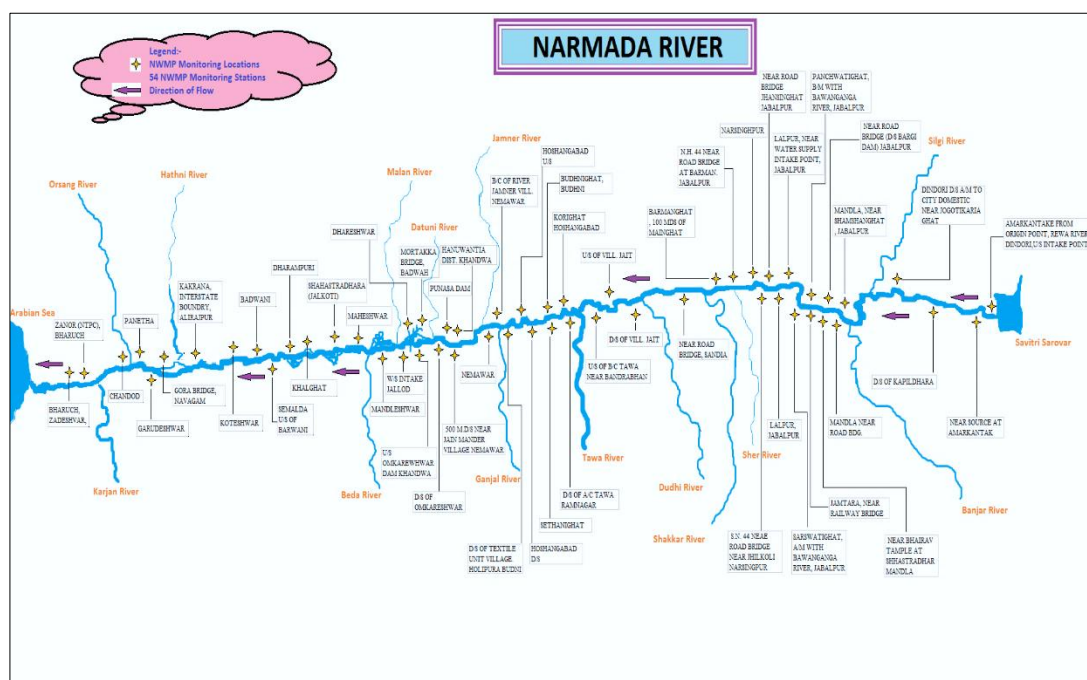 NARMADA RIVER
Legend:-
NWMP Monitoring Locations
54 NWMP Monitoring Stations
Direction of Flow
Orsang River
Hathni River
Malan River
Jamner River
Datuni River
Silgi River
Arabian Sea
Savitri Sarovar
Karjan River
Beda River
Ganjal River
Tawa River
Dudhi River
Shakkar River
Sher River
Banjar River
ZANOR (NTPC),
BHARUCH
PANETHA
KAKRANA,
INTERSTATE
BOUNDRY,
ALIRAJPUR
BADWANI
DHARAMPURI
SHAHASTRADHARA
(JALKOTI)
MAHESHWAR
DHARESHWAR
MORTAKKA
BRIDGE,
BADWAH
PUNASA DAM
HANUWANTIA
DIST. KHANDWA
B/C OF RIVER
JAMNER VILL.
NEMAWAR
HOSHANGABAD
U/S
BUDHNIGHAT,
BUDHNI
KORIGHAT
HOSHANGABAD
U/S OF VILL. JAIT
BARMANGHAT
, 100 MD/S OF
MAINGHAT
N.H. 44 NEAR
ROAD BRIDGE
AT BARMAN.
JABALPUR
NARSINGHPUR
NEAR ROAD
BRIDGE
JABALPUR
LALPUR, NEAR
WATER SUPPLY
INTAKE POINT,
JABALPUR
PANCHWATIGHAT,
B/M WITH
BAWANGANGA
RIVER, JABALPUR
NEAR ROAD
BRIDGE (D/S BARGI
DAM) JABALPUR
MANDLA, NEAR
SHAMSHANGHAT
, JABALPUR
DINDORI D/S A/M TO
CITY DOMESTIC
NEAR JOGOTIKARIA
GHAT
AMARKANTAKE FROM
ORIGIN POINT, REWA RIVER
DINDORI,U/S INTAKE POINT
BHARUCH,
ZADESHVAR,
CHANDOD
GARUDESHWAR
GORA BRIDGE,
NAVAGAM
KOTESHWAR
SEMALDA
U/S OF
BARWANI
KHALGHAT
MANDLESHWAR
W/S INTAKE
JALLOD
U/S
OMKAREWHWAR
DAM KHANDWA
D/S OF
OMKARESHWAR
500 M.D/S NEAR
JAIN MANDER
VILLAGE NEMAWAR
NEMAWAR
D/S OF TEXTILE
UNIT VILLAGE
HOLIPURA BUDNI
HOSHANGABAD
D/S
SETHANIGHAT
D/S OF A/C TAWA
RAMNAGAR
U/S OF B/C TAWA
NEAR BANDRABHAN
D/S OF VILL. JAIT
NEAR ROAD
BRIDGE, SANDIA
S.N. 44 NEAR
ROAD BRIDGE
NEAR JHILKOLI
NARSINGPUR
LALPUR,
JABALPUR
SARSWATIGHAT,
A/M WITH
BAWANGANGA
RIVER, JABALPUR
JAMTARA, NEAR
RAILWAY BRIDGE
MANDLA NEAR
ROAD BDG.
NEAR BHAIRAV
TAMPLE AT
SHHASTRADHAR
MANDLA
D/S OF KAPILDHARA
NEAR SOURCE AT
AMARKANTAK